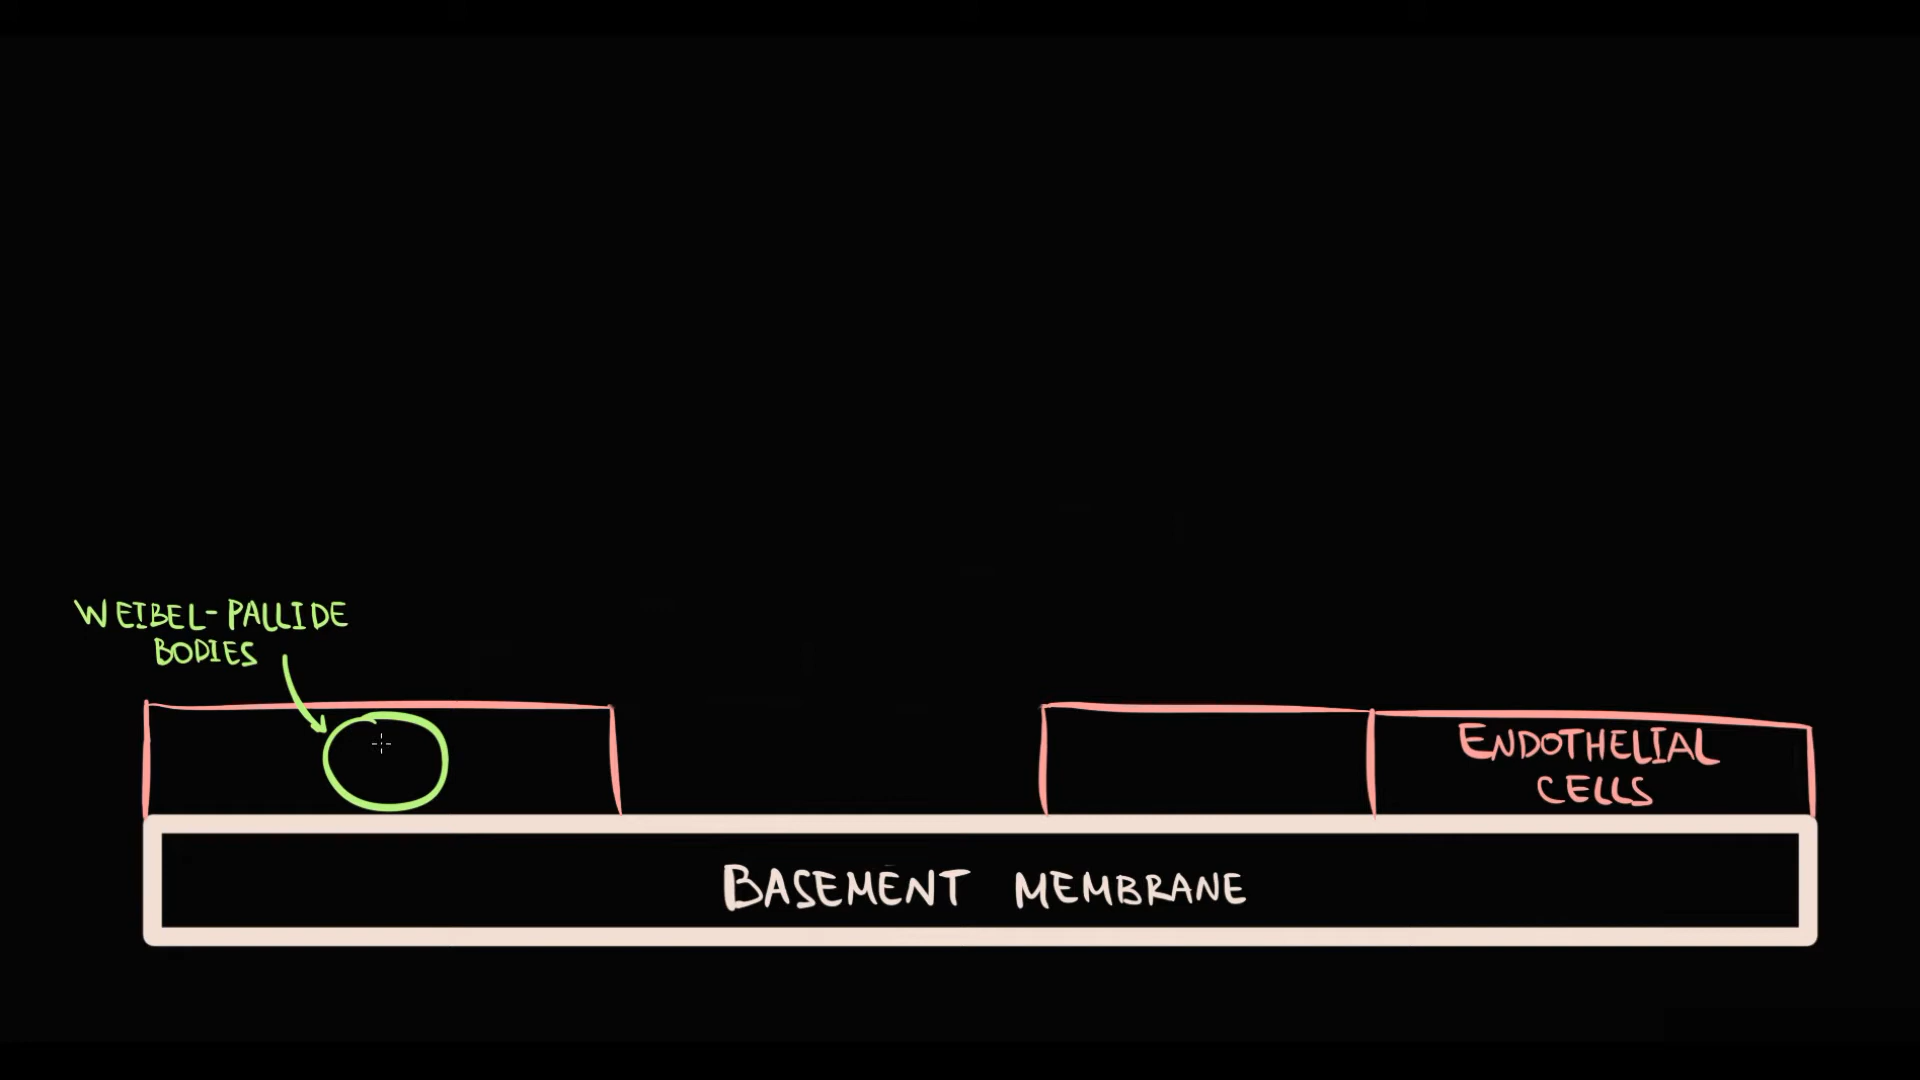 WEIBEL-PALLIDE
BODIES
ENDOTHELIAL
CELLS
BASEMENT MEMBRANE